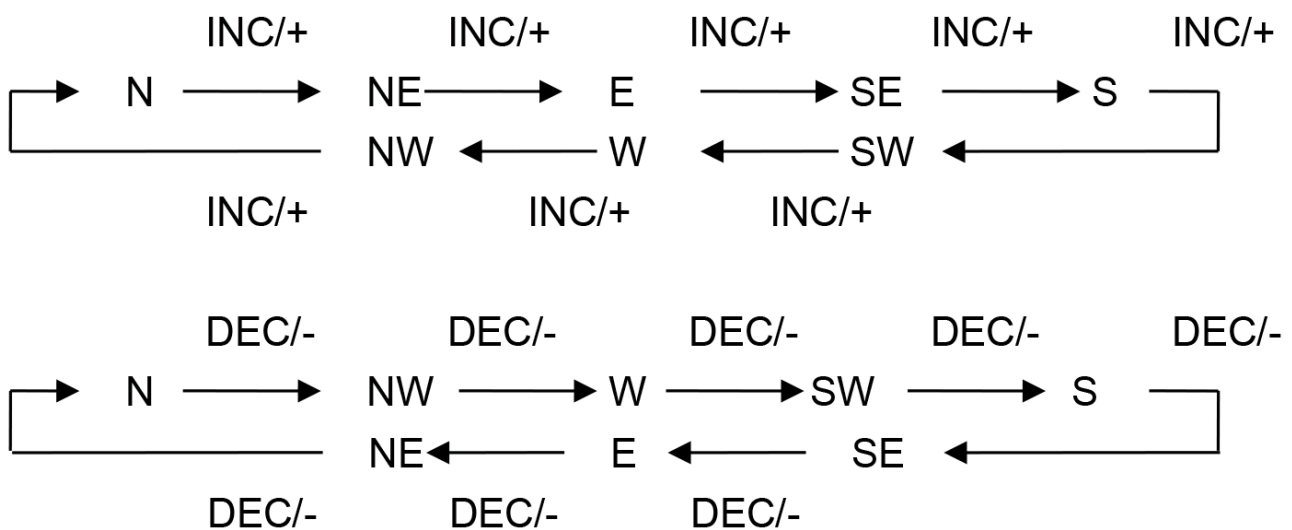 INC/+ INC/+ INC/+ INC/+ INC/+
N NE E SE S
NW W SW
INC/+ INC/+ INC/+
DEC/- DEC/- DEC/- DEC/- DEC/-
N NW W SW S
NE E SE
DEC/- DEC/- DEC/-